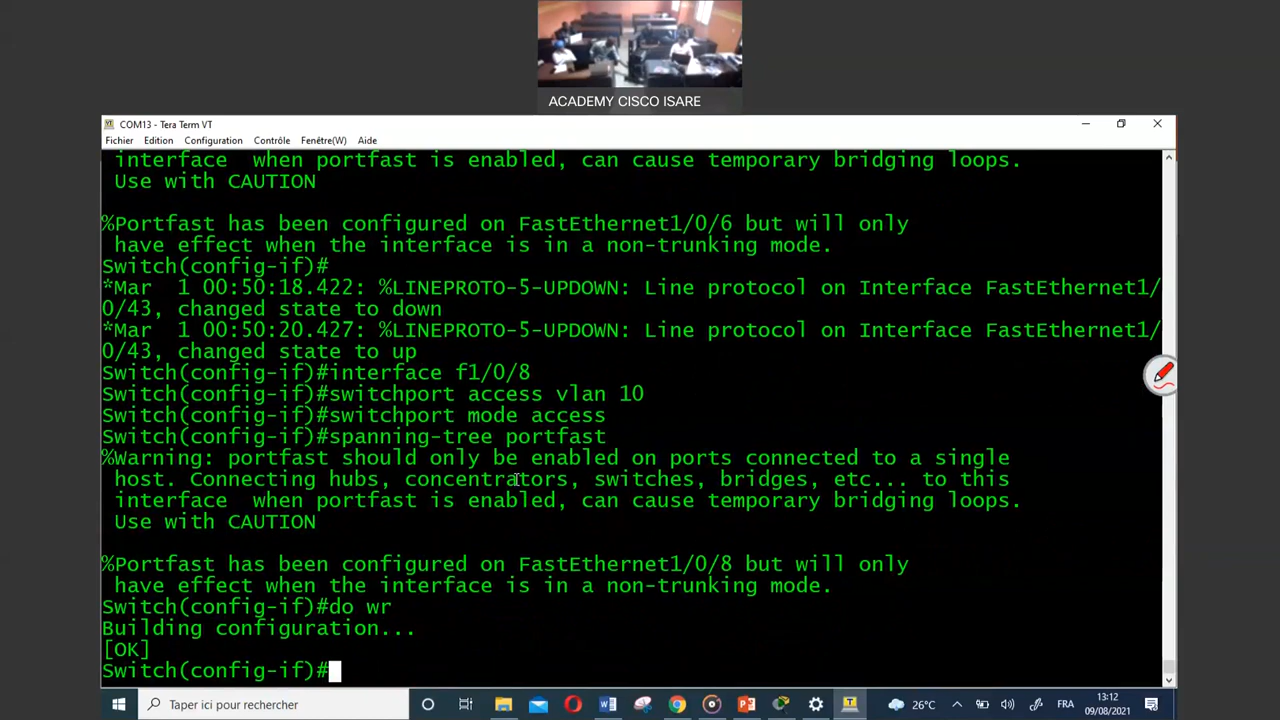 ACADEMY CISCO ISARE
COM13 - Tera Term VT
Fichier Edition Configuration Contrôle Fenêtre(W) Aide
interface  when portfast is enabled, can cause temporary bridging loops.
Use with CAUTION
%Portfast has been configured on FastEthernet1/0/6 but will only
have effect when the interface is in a non-trunking mode.
Switch(config-if)#
*Mar  1 00:50:18.422: %LINEPROTO-5-UPDOWN: Line protocol on Interface FastEthernet1/
0/43, changed state to down
*Mar  1 00:50:20.427: %LINEPROTO-5-UPDOWN: Line protocol on Interface FastEthernet1/
0/43, changed state to up
Switch(config-if)#interface f1/0/8
Switch(config-if)#switchport access vlan 10
Switch(config-if)#switchport mode access
Switch(config-if)#spanning-tree portfast
%Warning: portfast should only be enabled on ports connected to a single
host. Connecting hubs, concentrators, switches, bridges, etc... to this
interface  when portfast is enabled, can cause temporary bridging loops.
Use with CAUTION
%Portfast has been configured on FastEthernet1/0/8 but will only
have effect when the interface is in a non-trunking mode.
Switch(config-if)#do wr
Building configuration...
[OK]
Switch(config-if)#
Taper ici pour rechercher
26°C
FRA
13:12
09/08/2021